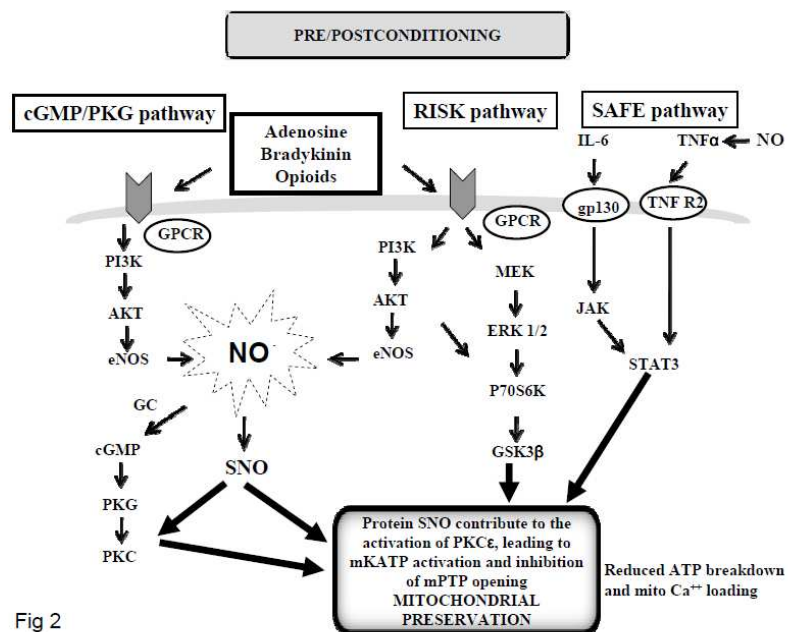 PRE/POSTCONDITIONING
cGMP/PKG pathway
Adenosine
Bradykinin
Opioids
RISK pathway
SAFE pathway
IL-6
TNFα
NO
GPCR
GPCR
gp130
TNF R2
PI3K
AKT
eNOS
NO
PI3K
AKT
eNOS
MEK
ERK 1/2
P70S6K
GSK3β
JAK
STAT3
GC
cGMP
PKG
PKC
SNO
Protein SNO contribute to the
activation of PKCε, leading to
mKATP activation and inhibition
of mPTP opening
MITOCHONDRIAL
PRESERVATION
Reduced ATP breakdown
and mito Ca⁺⁺ loading
Fig 2